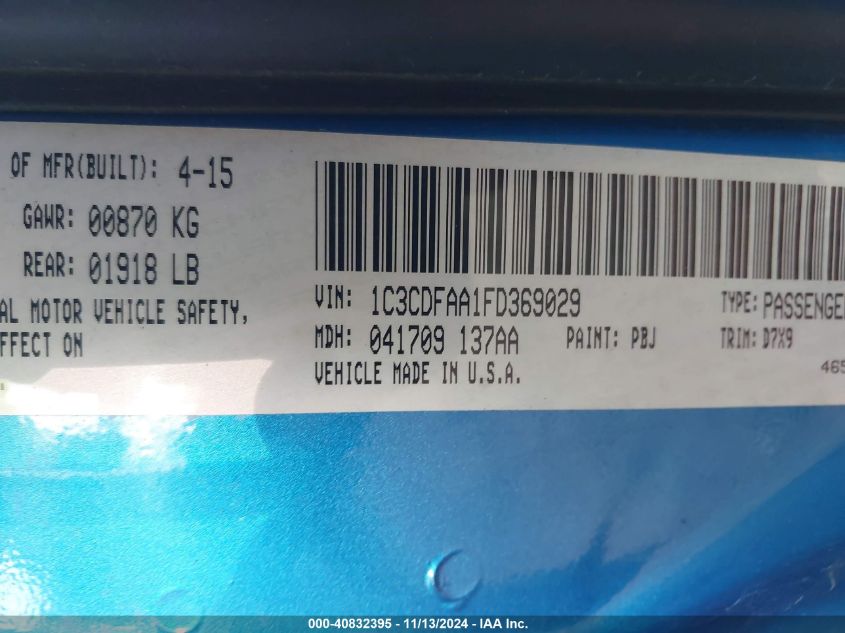 OF MFR(BUILT): 4-15
GAWR: 00870 KG
REAR: 01918 LB
AL MOTOR VEHICLE SAFETY,
FFECT ON
VIN: 1C3CDFAA1FD369029 TYPE: PASSENGE
MDH: 041709 137AA PAINT: PBJ TRIM: D7X9
VEHICLE MADE IN U.S.A.
465
000-40832395 - 11/13/2024 - IAA Inc.